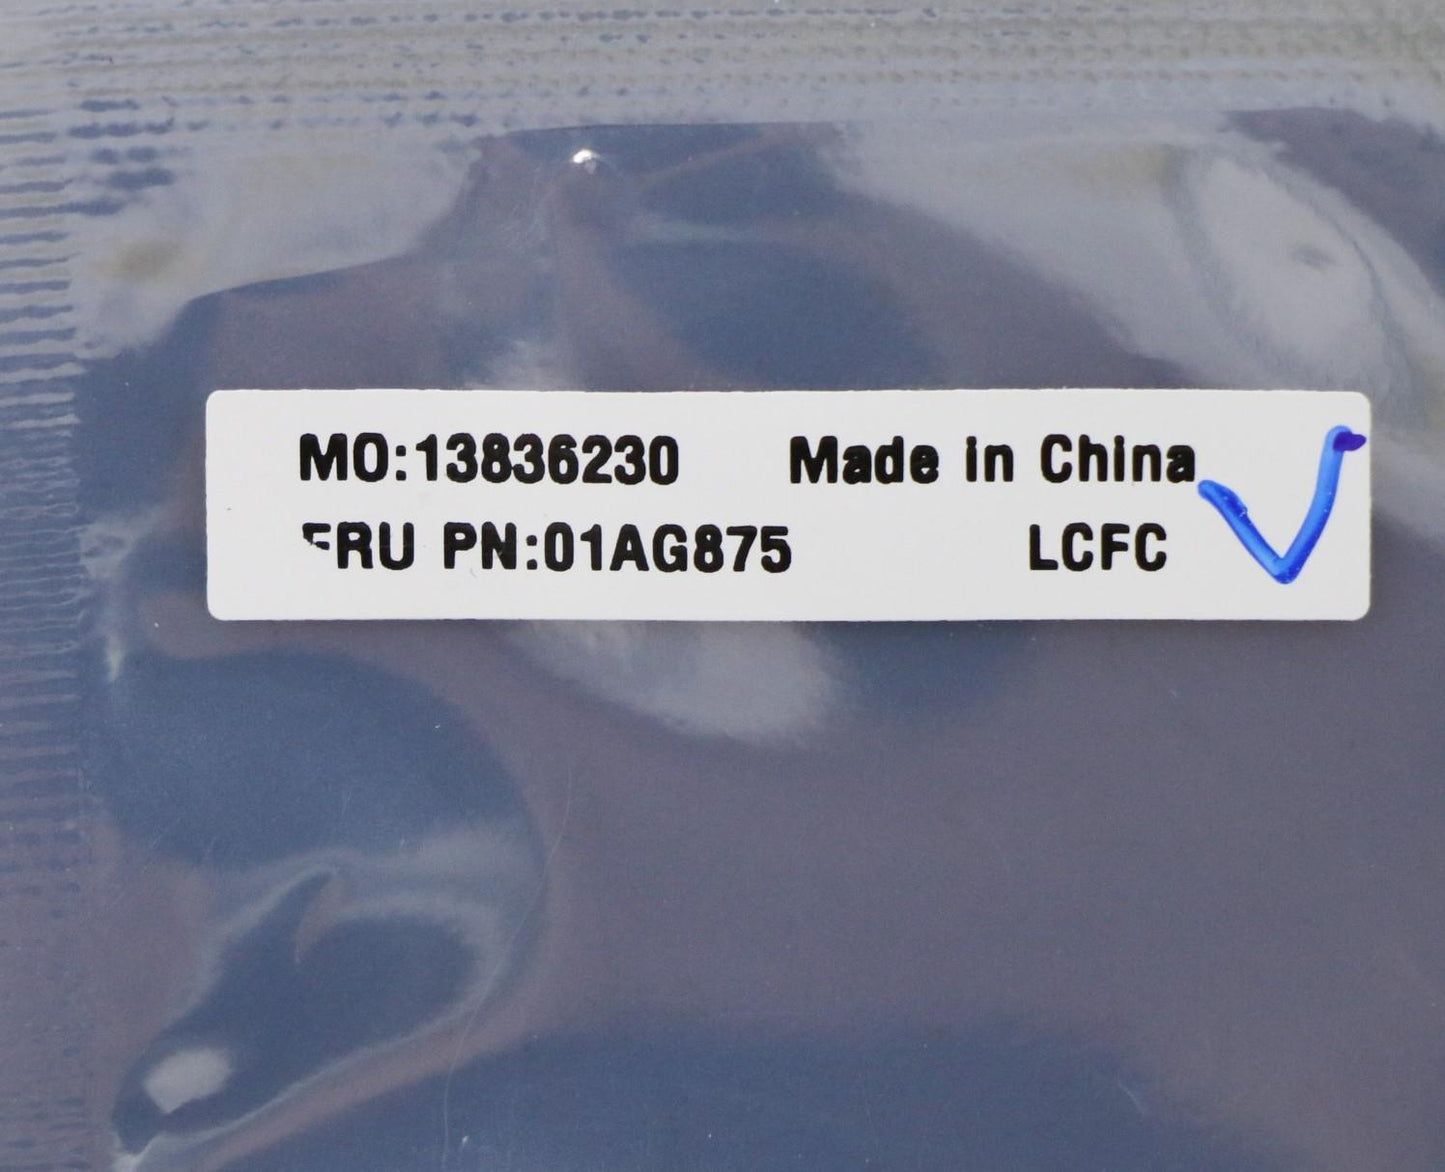 MO:13836230 Made in China
FRU PN:01AG875 LCFC